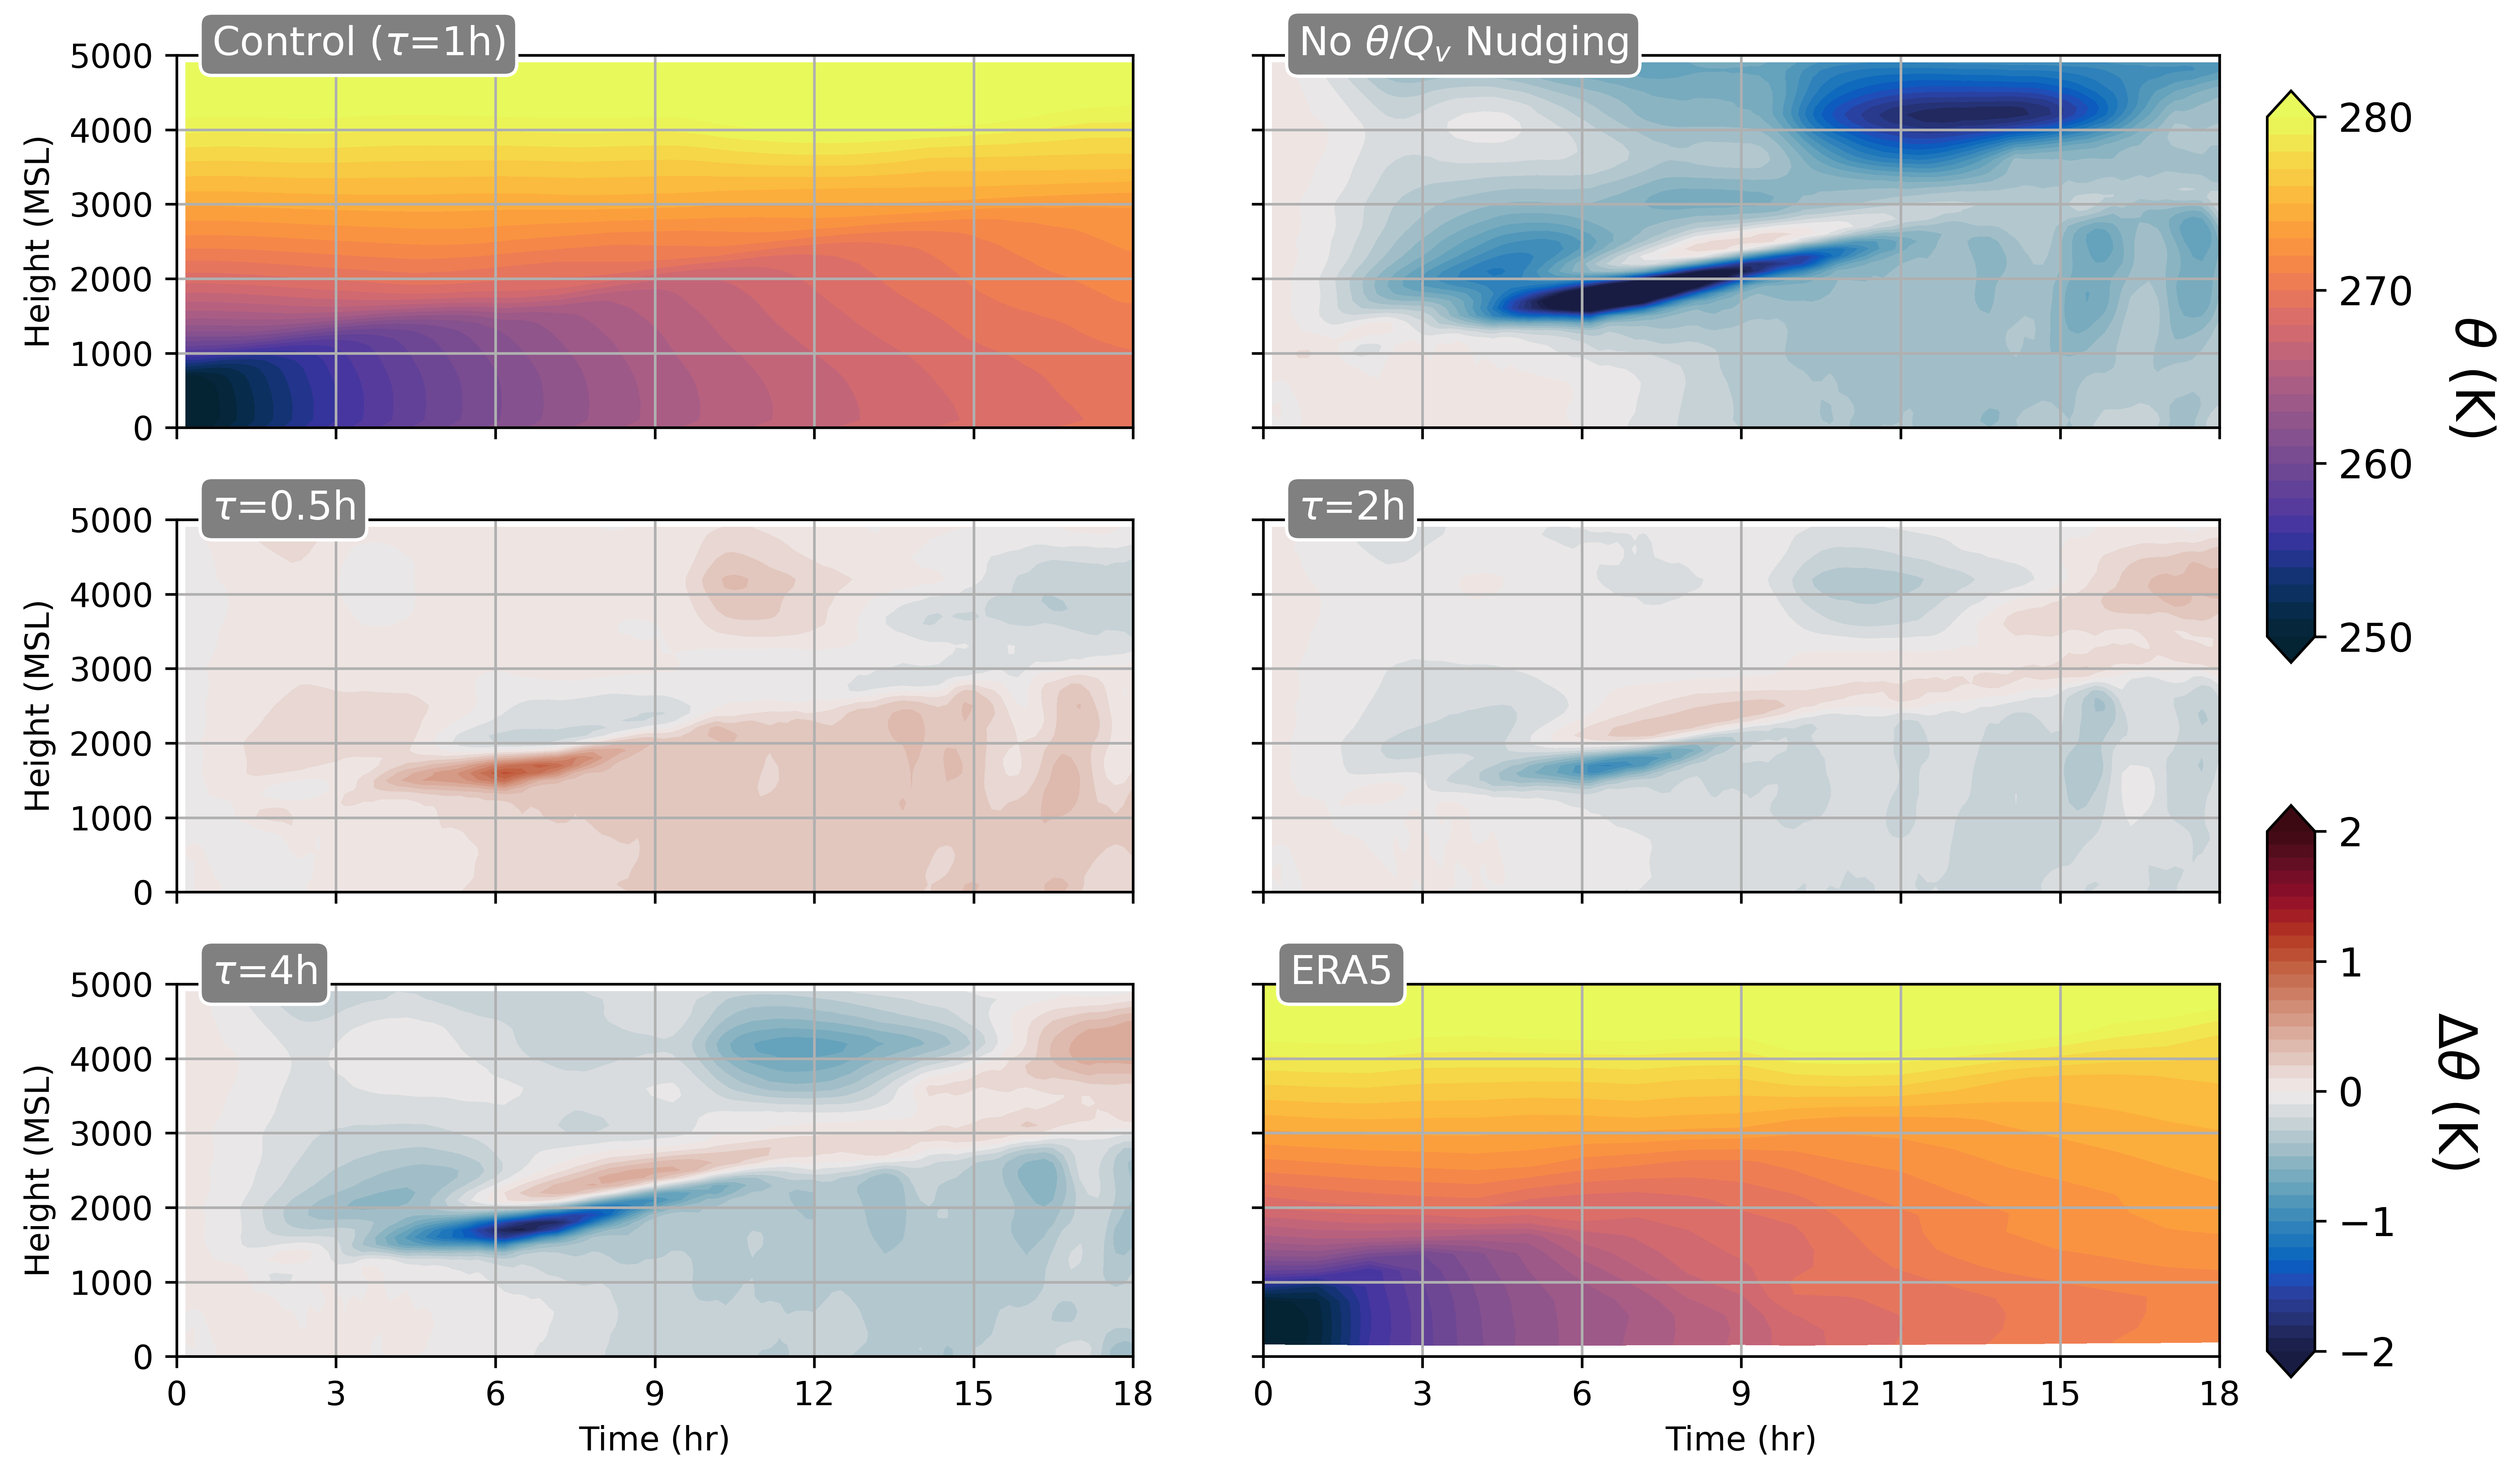 Control (τ=1h)
No θ/Qᵥ Nudging
5000
4000
3000
2000
1000
0
Height (MSL)
τ=0.5h
τ=2h
5000
4000
3000
2000
1000
0
Height (MSL)
τ=4h
ERA5
5000
4000
3000
2000
1000
0
Height (MSL)
0 3 6 9 12 15 18
Time (hr)
0 3 6 9 12 15 18
Time (hr)
280
270
260
250
θ (K)
2
1
0
−1
−2
Δθ (K)